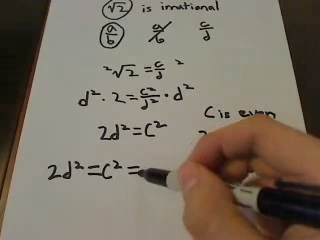 √2 is irrational
a/b a/b c/d
²√2 = c/d ²
d² · 2 = c²/d² · d²
2d² = c²
C is even
2d² = c² =